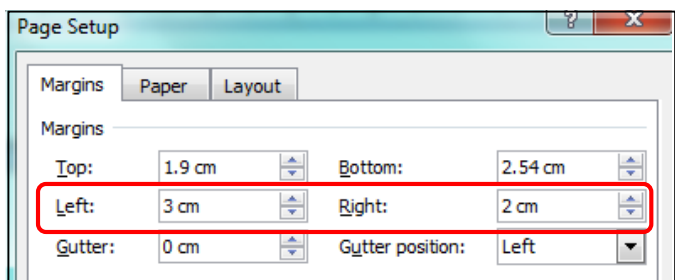 Page Setup
Margins Paper Layout
Margins
Top: 1.9 cm Bottom: 2.54 cm
Left: 3 cm Right: 2 cm
Gutter: 0 cm Gutter position: Left